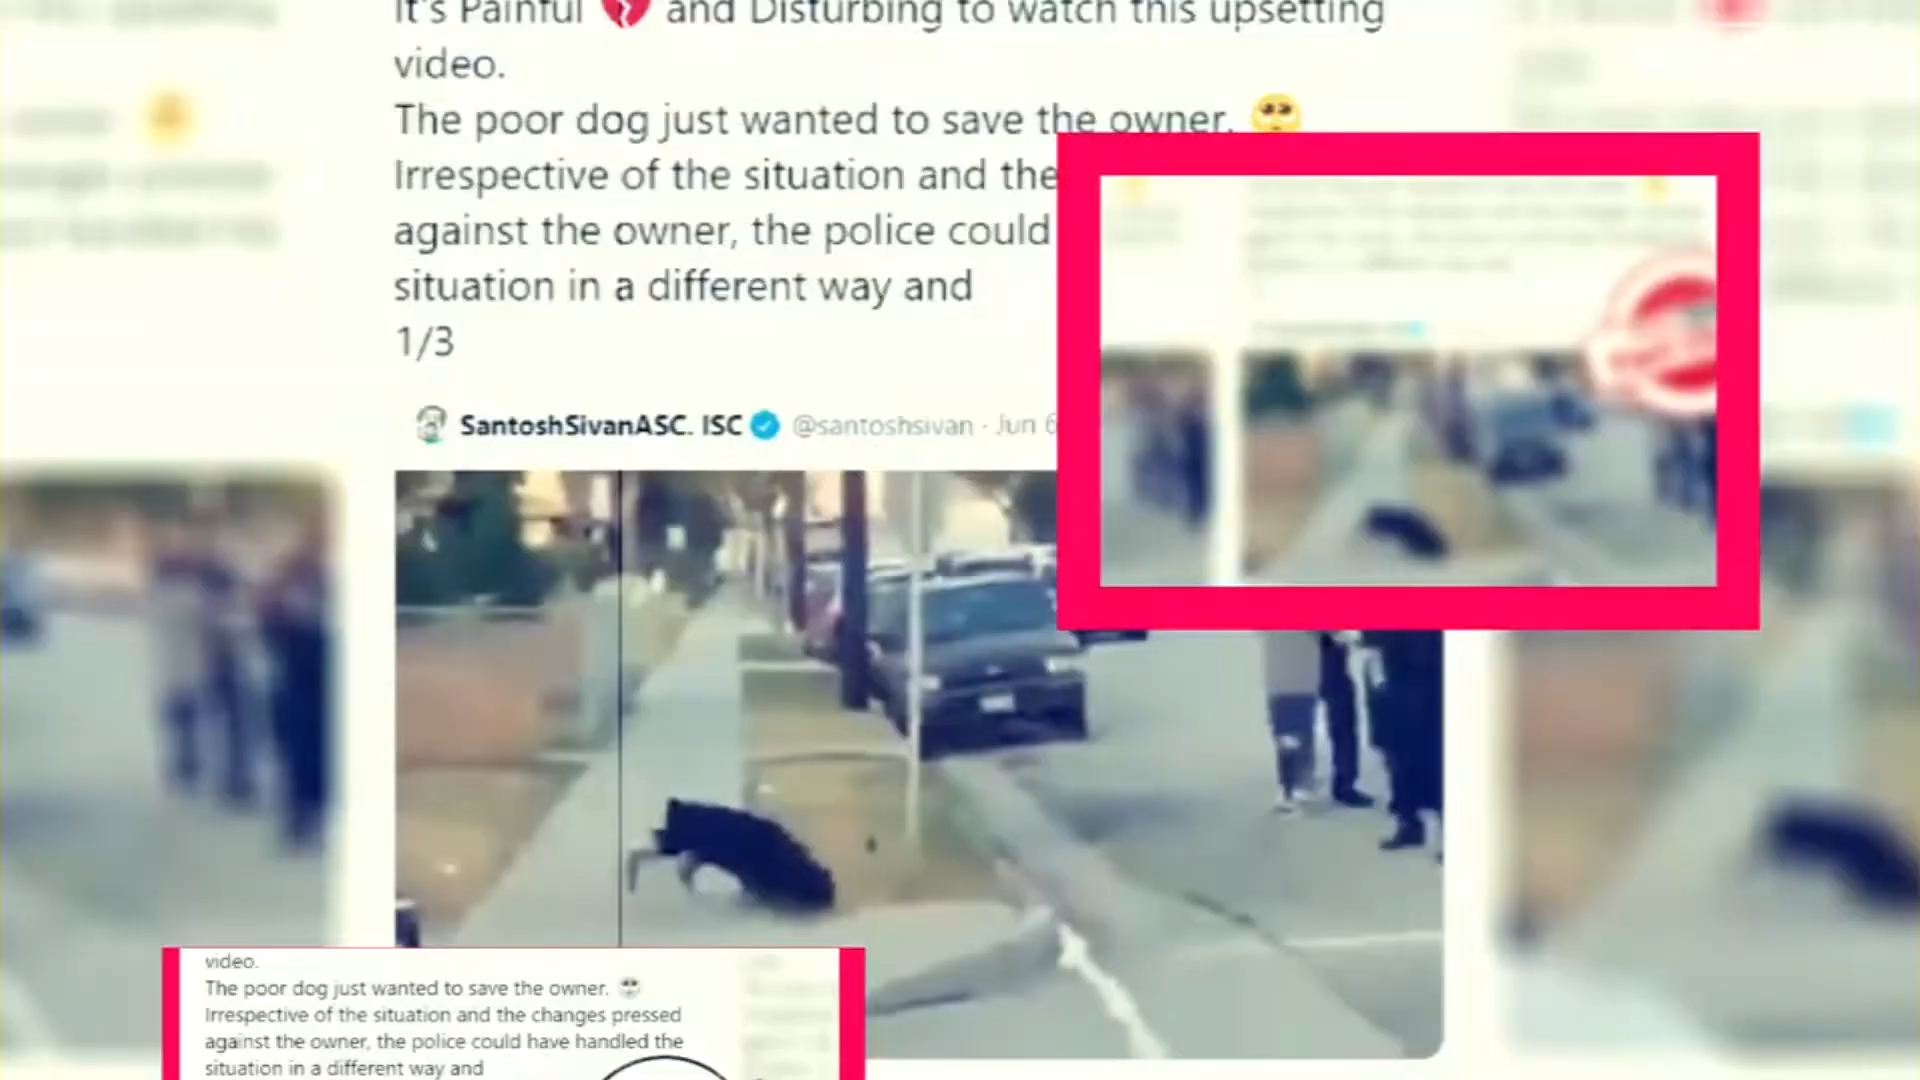 It's Painful 💔 and Disturbing to watch this upsetting
video.
The poor dog just wanted to save the owner. 🥺
Irrespective of the situation and the
against the owner, the police could
situation in a different way and
1/3
SantoshSivanASC. ISC @santoshsivan · Jun 6
video.
The poor dog just wanted to save the owner. 🥺
Irrespective of the situation and the changes pressed
against the owner, the police could have handled the
situation in a different way and